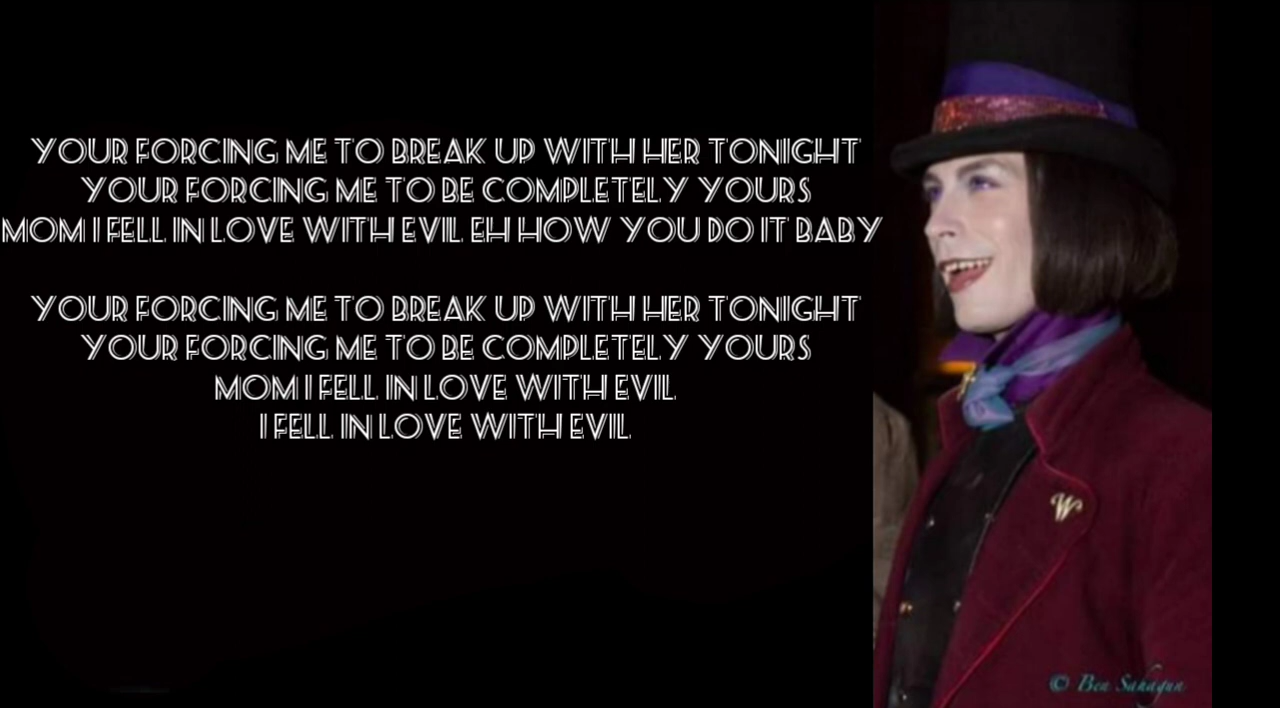 YOUR FORCING ME TO BREAK UP WITH HER TONIGHT
YOUR FORCING ME TO BE COMPLETELY YOURS
MOM I FELL IN LOVE WITH EVIL EH HOW YOU DO IT BABY
YOUR FORCING ME TO BREAK UP WITH HER TONIGHT
YOUR FORCING ME TO BE COMPLETELY YOURS
MOM I FELL IN LOVE WITH EVIL
I FELL IN LOVE WITH EVIL
W
© Ben Sahagun